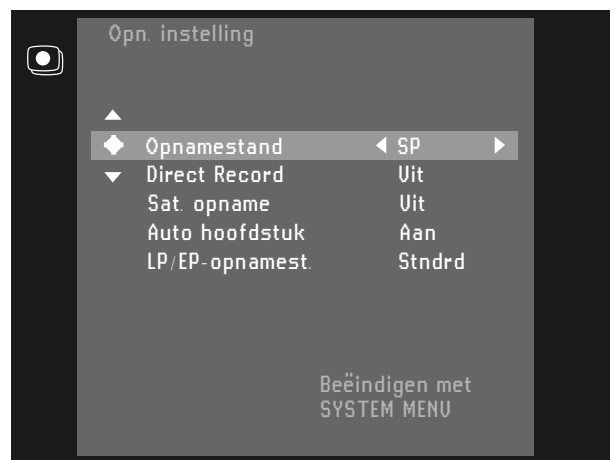 Opn. instelling
Opnamestand SP
Direct Record Uit
Sat. opname Uit
Auto hoofdstuk Aan
LP/EP-opnamest. Stndrd
Beëindigen met
SYSTEM MENU